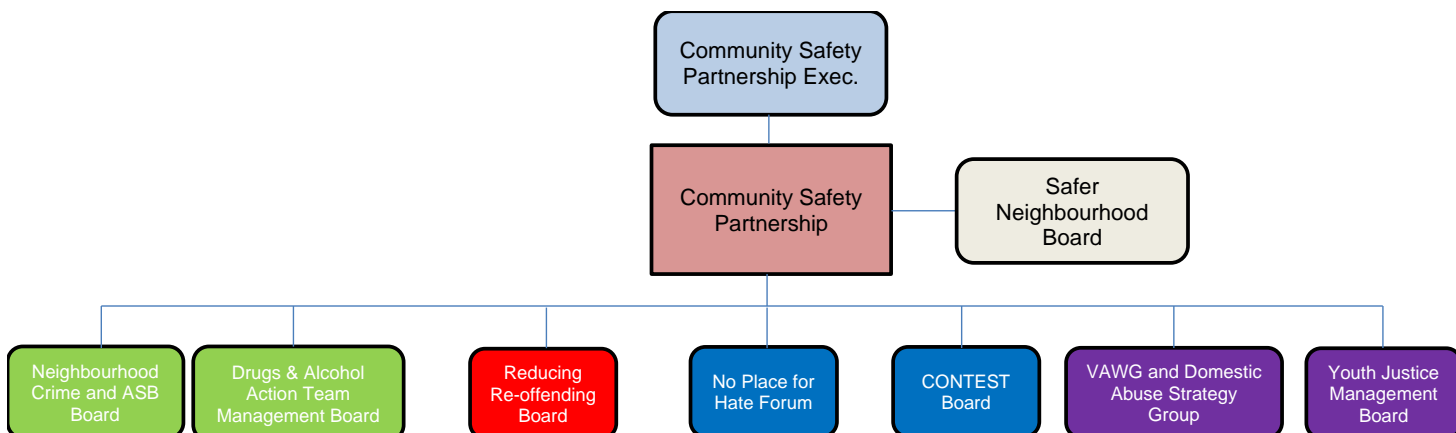 Community Safety
Partnership Exec.
Community Safety
Partnership
Safer
Neighbourhood
Board
Neighbourhood
Crime and ASB
Board
Drugs & Alcohol
Action Team
Management Board
Reducing
Re-offending
Board
No Place for
Hate Forum
CONTEST
Board
VAWG and Domestic
Abuse Strategy
Group
Youth Justice
Management
Board